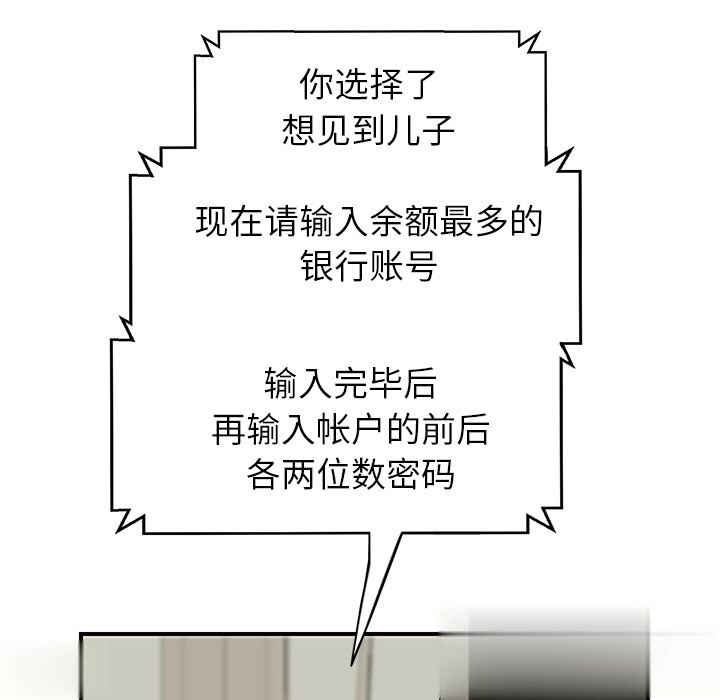 你选择了
想见到儿子
现在请输入余额最多的
银行账号
输入完毕后
再输入帐户的前后
各两位数密码